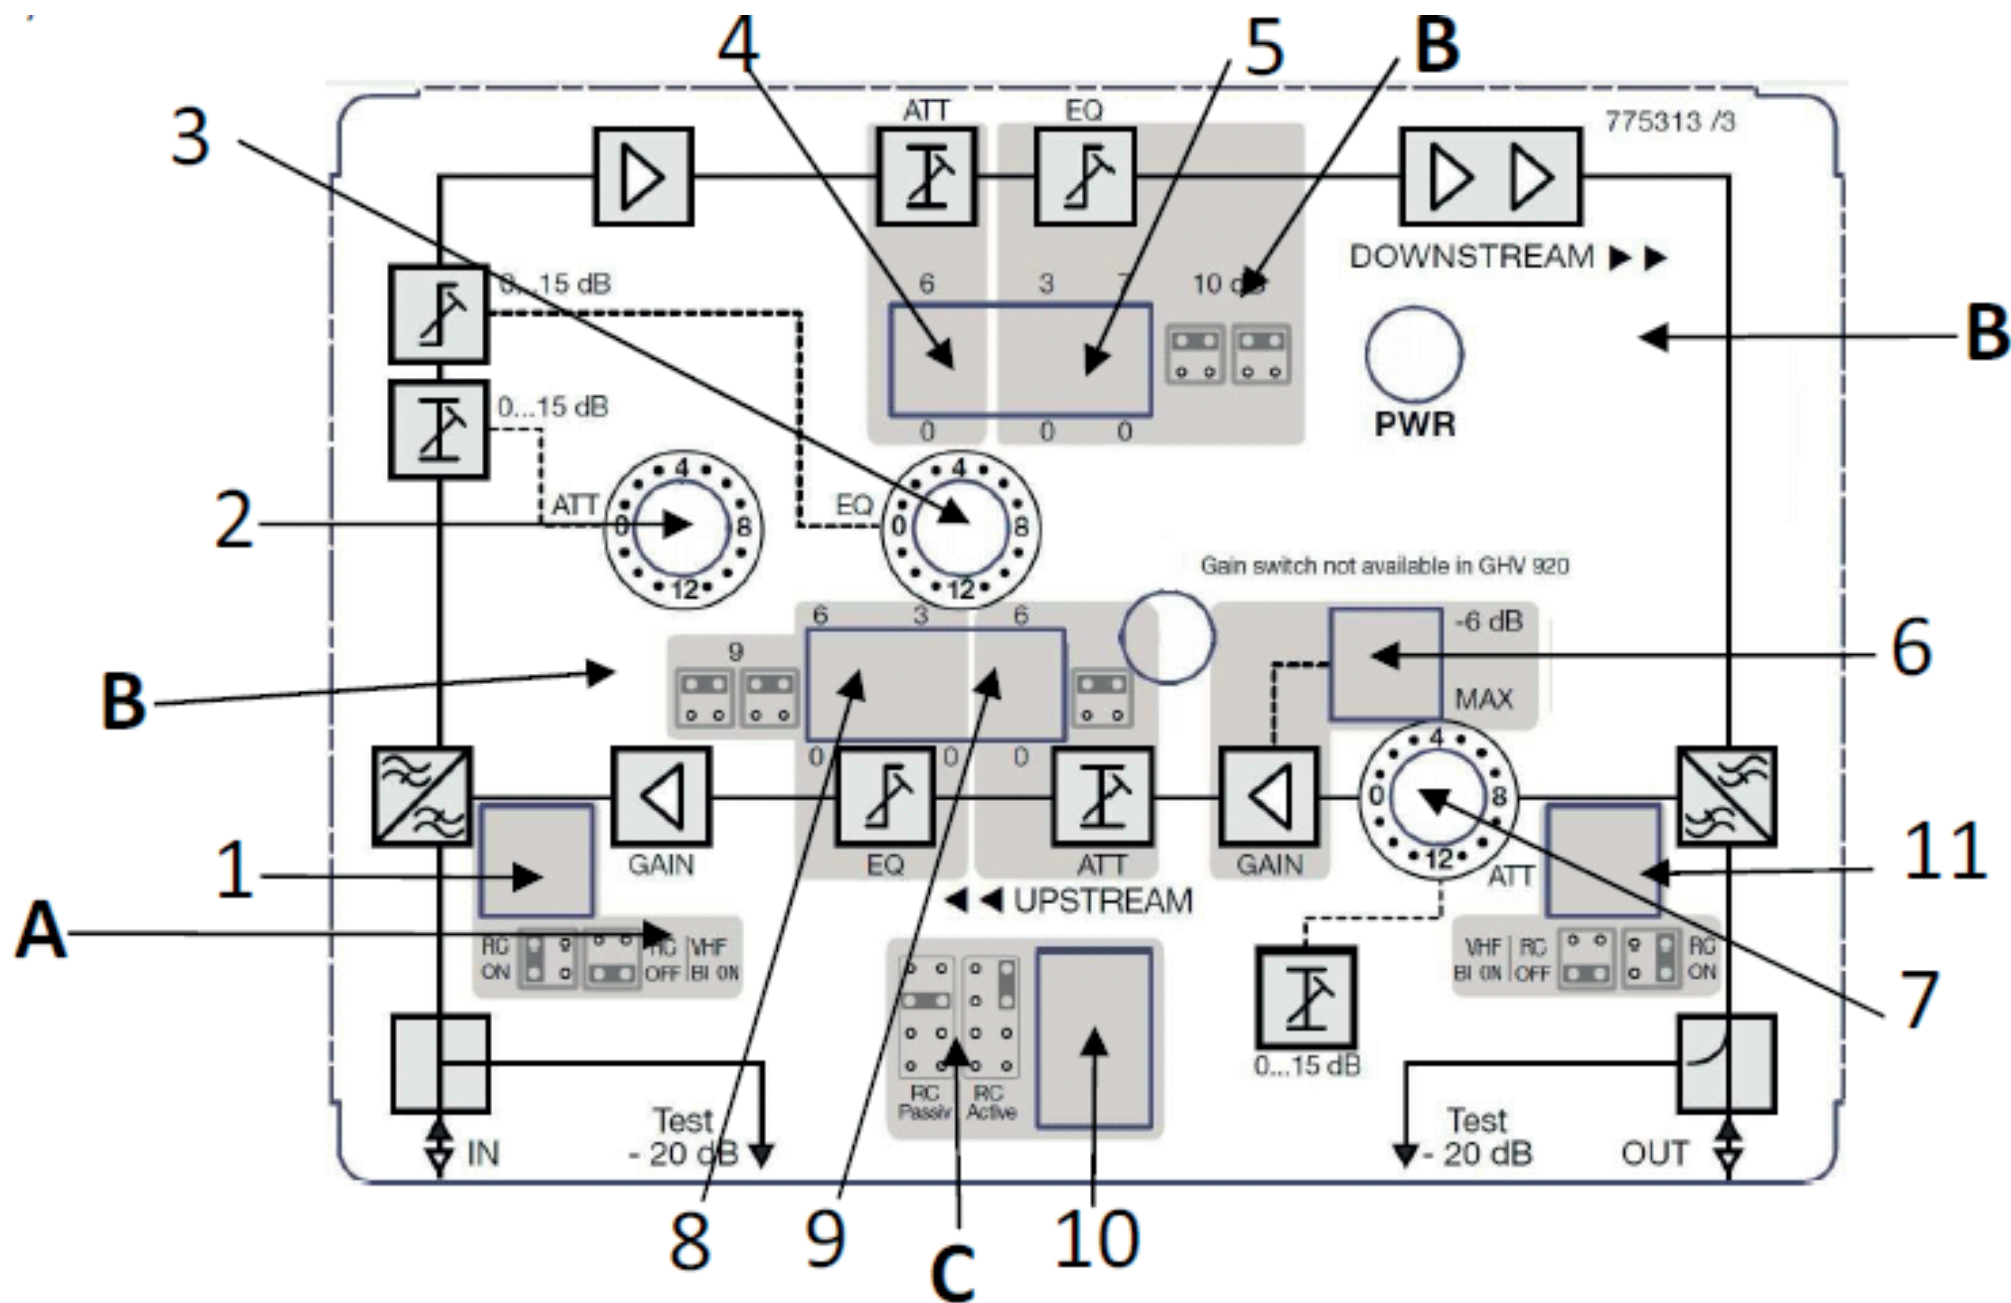 4
5
B
3
ATT
EQ
775313 /3
DOWNSTREAM
0...15 dB
6
3
7
10 dB
B
PWR
0...15 dB
0
0
0
2
ATT
0
4
8
12
EQ
0
4
8
12
Gain switch not available in GHV 920
6
3
6
-6 dB
6
9
B
MAX
0
0
0
4
0
8
12
1
GAIN
EQ
ATT
GAIN
ATT
11
UPSTREAM
A
RC
ON
RC
OFF
VHF
BI ON
VHF
BI ON
RC
OFF
RC
ON
7
RC
Passiv
RC
Active
0...15 dB
Test
- 20 dB
IN
Test
- 20 dB
OUT
8
9
C
10